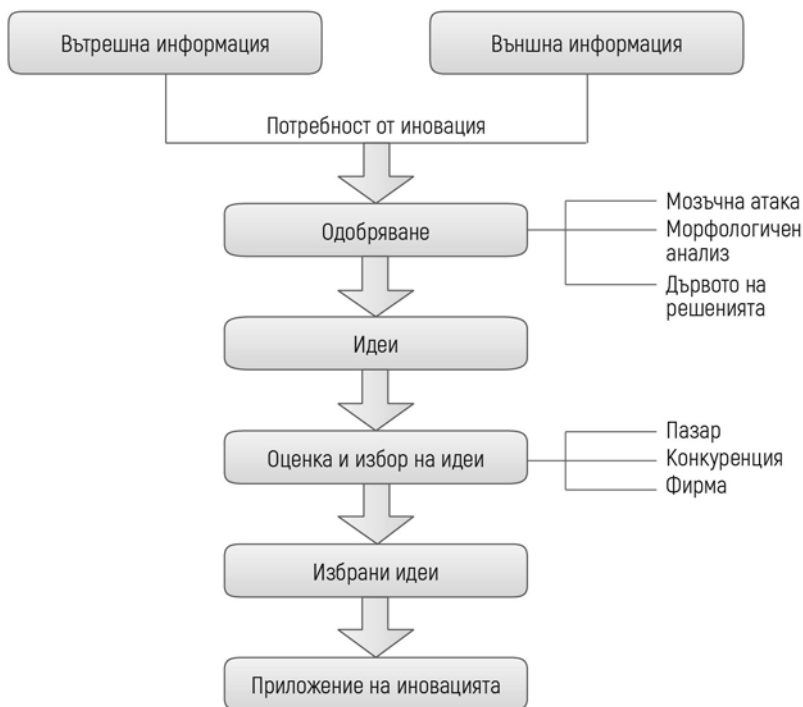 Вътрешна информация
Външна информация
Потребност от иновация
Одобряване
Мозъчна атака
Морфологичен
анализ
Дървото на
решенията
Идеи
Оценка и избор на идеи
Пазар
Конкуренция
Фирма
Избрани идеи
Приложение на иновацията